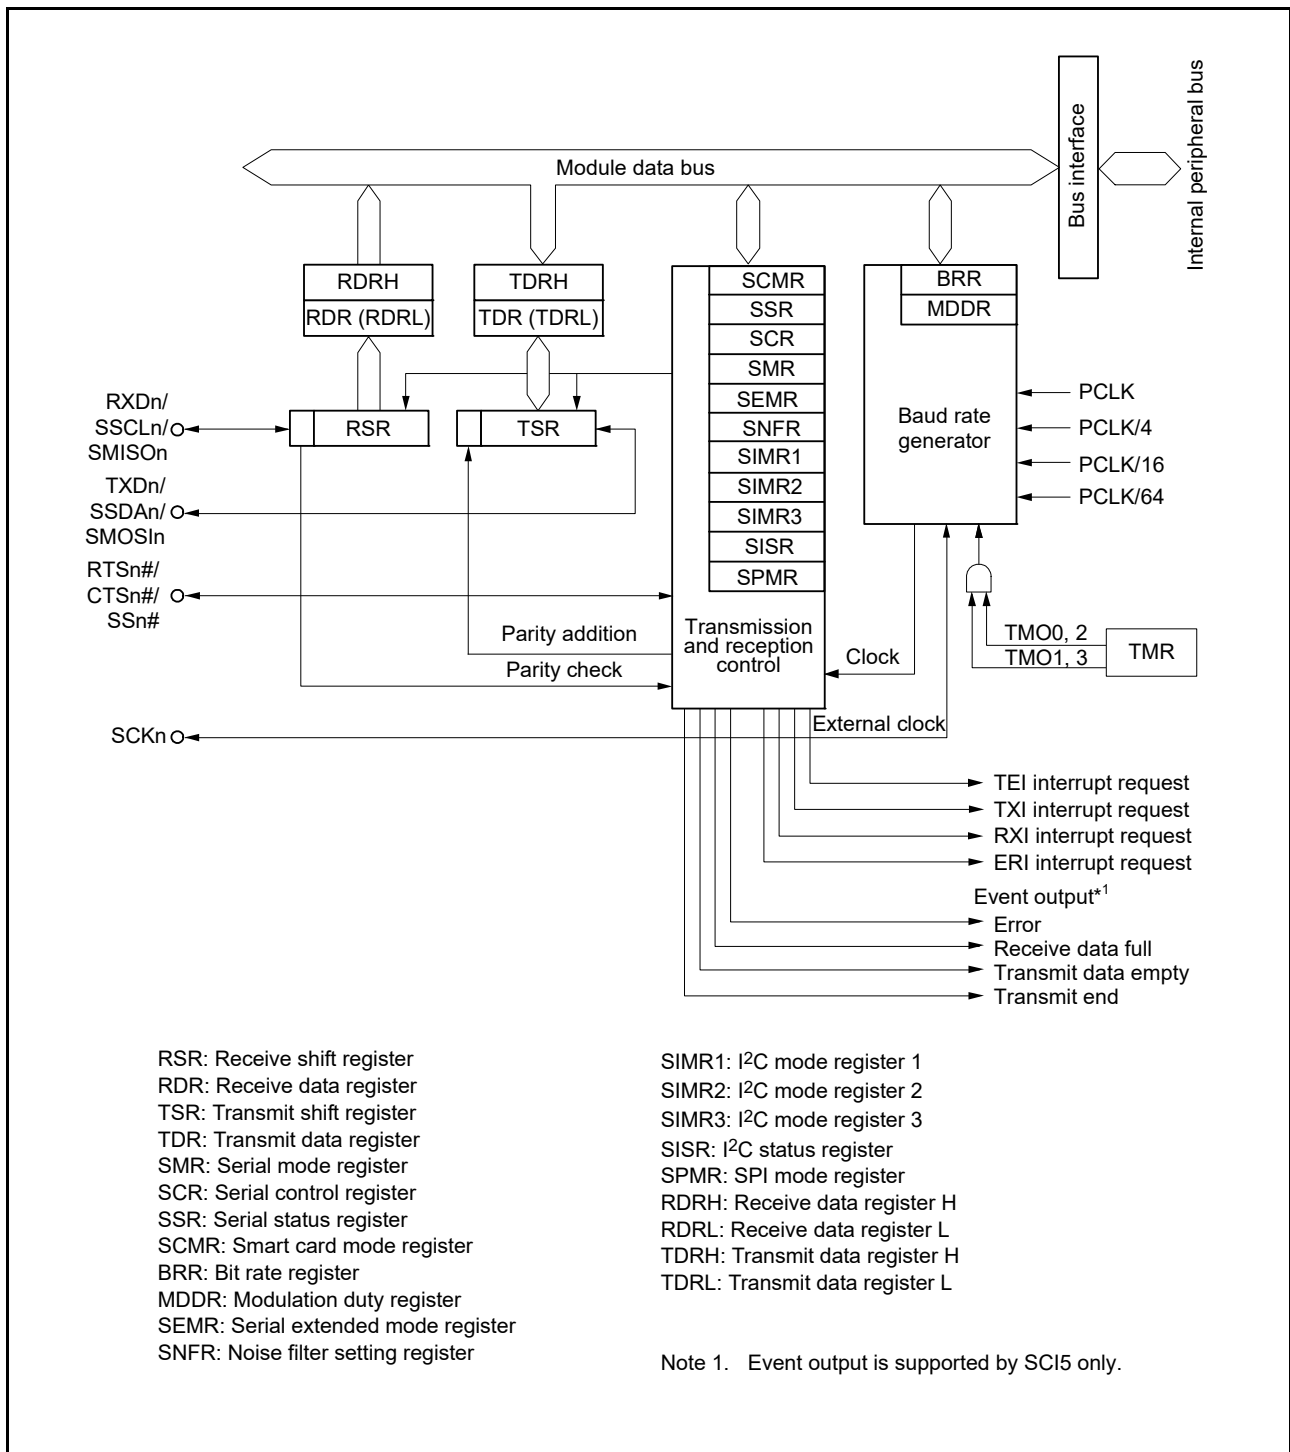 Module data bus
Bus interface
Internal peripheral bus
RDRH
RDR (RDRL)
TDRH
TDR (TDRL)
SCMR
SSR
SCR
SMR
SEMR
SNFR
SIMR1
SIMR2
SIMR3
SISR
SPMR
Transmission
and reception
control
BRR
MDDR
Baud rate
generator
PCLK
PCLK/4
PCLK/16
PCLK/64
RXDn/
SSCLn/
SMISOn
RSR
TSR
TXDn/
SSDAn/
SMOSIn
RTSn#/
CTSn#/
SSn#
Parity addition
Parity check
Clock
TMO0, 2
TMO1, 3
TMR
SCKn
External clock
TEI interrupt request
TXI interrupt request
RXI interrupt request
ERI interrupt request
Event output*1
Error
Receive data full
Transmit data empty
Transmit end
RSR: Receive shift register
RDR: Receive data register
TSR: Transmit shift register
TDR: Transmit data register
SMR: Serial mode register
SCR: Serial control register
SSR: Serial status register
SCMR: Smart card mode register
BRR: Bit rate register
MDDR: Modulation duty register
SEMR: Serial extended mode register
SNFR: Noise filter setting register
SIMR1: I2C mode register 1
SIMR2: I2C mode register 2
SIMR3: I2C mode register 3
SISR: I2C status register
SPMR: SPI mode register
RDRH: Receive data register H
RDRL: Receive data register L
TDRH: Transmit data register H
TDRL: Transmit data register L
Note 1. Event output is supported by SCI5 only.